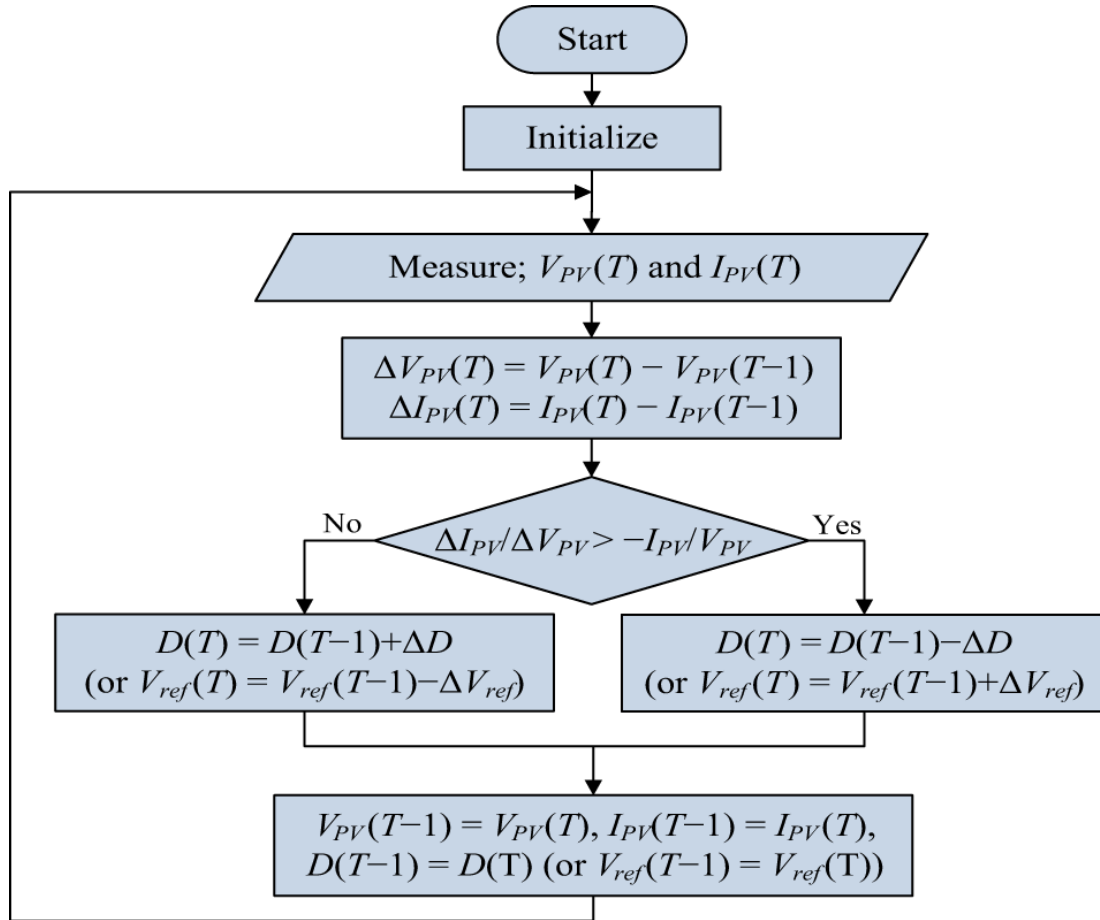 Start
Initialize
Measure; V_PV(T) and I_PV(T)
ΔV_PV(T) = V_PV(T) − V_PV(T−1)
ΔI_PV(T) = I_PV(T) − I_PV(T−1)
No
ΔI_PV/ΔV_PV > −I_PV/V_PV
Yes
D(T) = D(T−1)+ΔD
(or V_ref(T) = V_ref(T−1)−ΔV_ref)
D(T) = D(T−1)−ΔD
(or V_ref(T) = V_ref(T−1)+ΔV_ref)
V_PV(T−1) = V_PV(T), I_PV(T−1) = I_PV(T),
D(T−1) = D(T) (or V_ref(T−1) = V_ref(T))